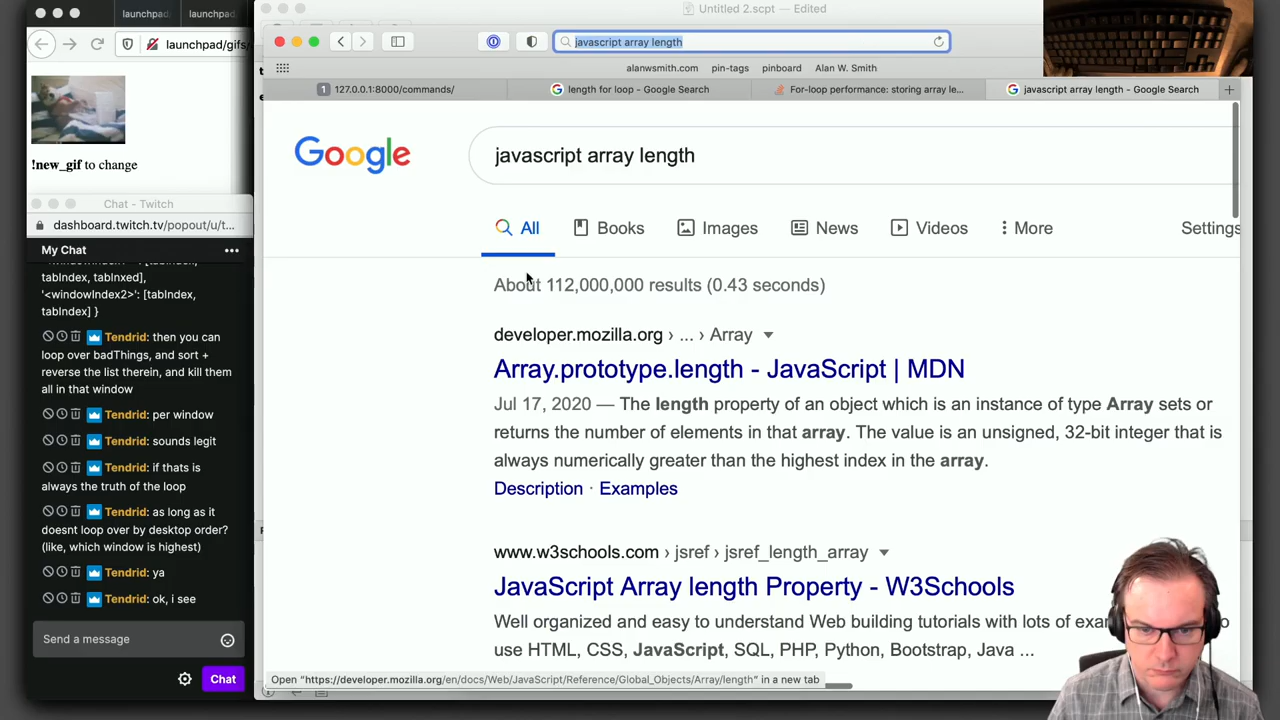 launchpad
launchpad
launchpad/gifs/
!new_gif to change
Chat - Twitch
dashboard.twitch.tv/popout/u/t...
My Chat
tabIndex, tabInxed],
'<windowIndex2>': [tabIndex,
tabIndex] }
Tendrid: then you can
loop over badThings, and sort +
reverse the list therein, and kill them
all in that window
Tendrid: per window
Tendrid: sounds legit
Tendrid: if thats is
always the truth of the loop
Tendrid: as long as it
doesnt loop over by desktop order?
(like, which window is highest)
Tendrid: ya
Tendrid: ok, i see
Send a message
Chat
Untitled 2.scpt — Edited
javascript array length
alanwsmith.com
pin-tags
pinboard
Alan W. Smith
1 127.0.0.1:8000/commands/
length for loop - Google Search
For-loop performance: storing array le...
javascript array length - Google Search
Google
javascript array length
All
Books
Images
News
Videos
More
Settings
About 112,000,000 results (0.43 seconds)
developer.mozilla.org › ... › Array
Array.prototype.length - JavaScript | MDN
Jul 17, 2020 — The length property of an object which is an instance of type Array sets or
returns the number of elements in that array. The value is an unsigned, 32-bit integer that is
always numerically greater than the highest index in the array.
Description · Examples
www.w3schools.com › jsref › jsref_length_array
JavaScript Array length Property - W3Schools
Well organized and easy to understand Web building tutorials with lots of
use HTML, CSS, JavaScript, SQL, PHP, Python, Bootstrap, Java ...
Open "https://developer.mozilla.org/en/docs/Web/JavaScript/Reference/Global_Objects/Array/length" in a new tab